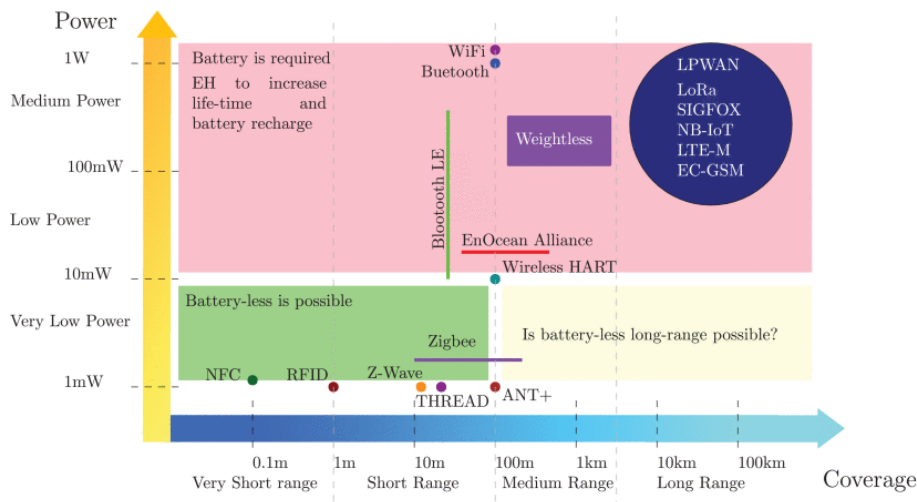 Power
1W
Medium Power
100mW
Low Power
10mW
Very Low Power
1mW
Battery is required
EH to increase
life-time and
battery recharge
WiFi
Buetooth
LPWAN
LoRa
SIGFOX
NB-IoT
LTE-M
EC-GSM
Weightless
Blootooth LE
EnOcean Alliance
Wireless HART
Battery-less is possible
Is battery-less long-range possible?
Zigbee
NFC
RFID
Z-Wave
THREAD
ANT+
0.1m
1m
10m
100m
1km
10km
100km
Very Short range
Short Range
Medium Range
Long Range
Coverage